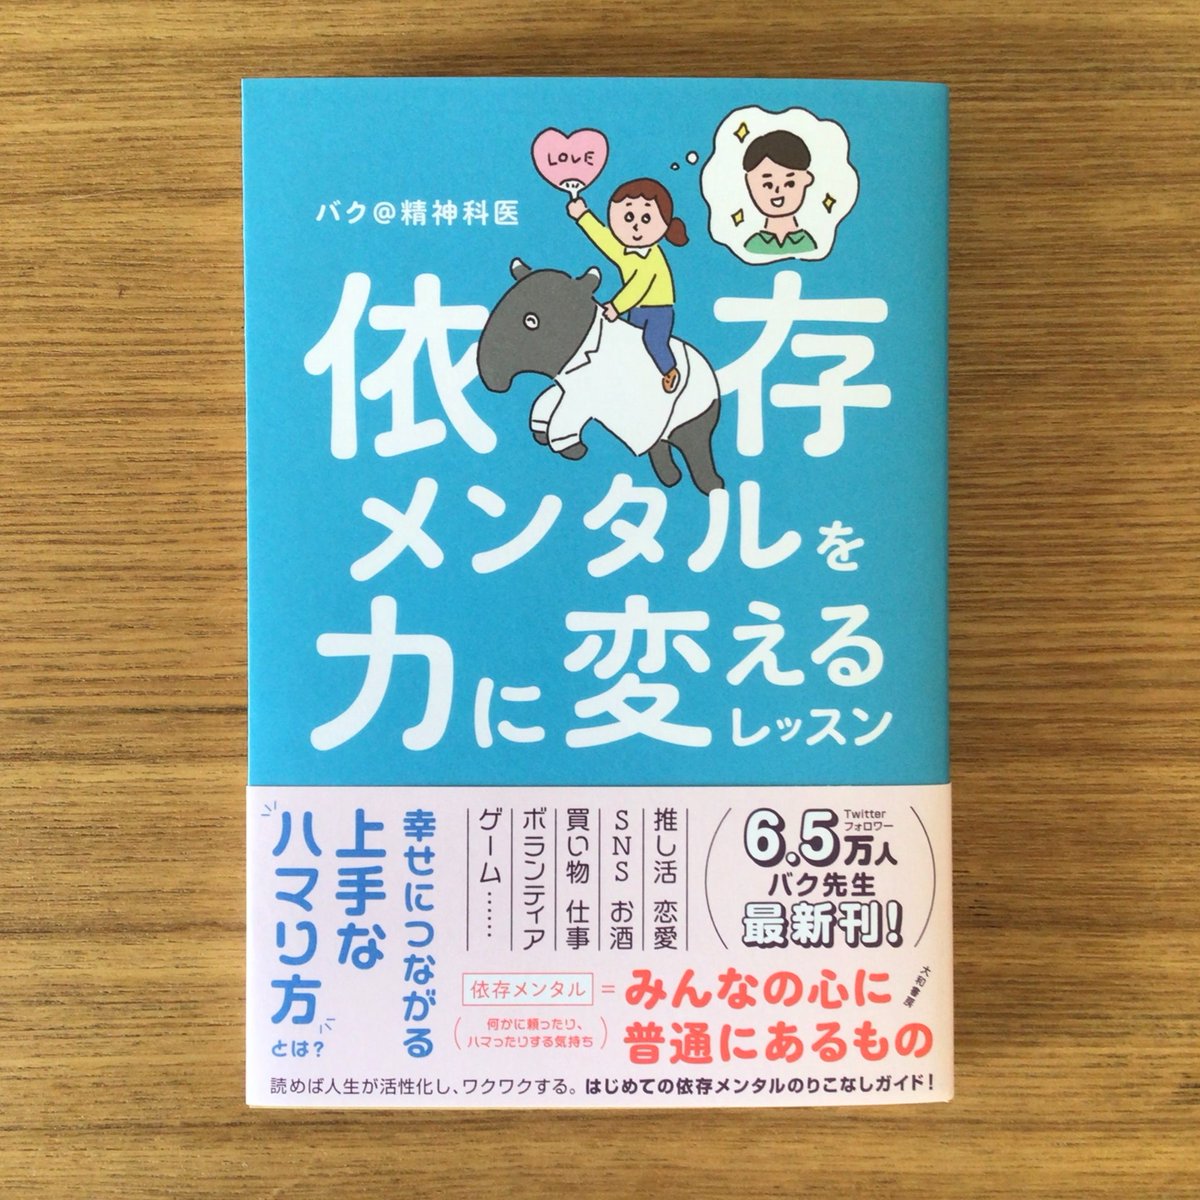 LOVE
バク@精神科医
依存
メンタルを
力に変える
レッスン
6.5万人
Twitter
フォロワー
バク先生
最新刊!
推し活 恋愛
SNS お酒
買い物 仕事
ボランティア
ゲーム……
幸せにつながる
上手な
"ハマり方"
とは?
依存メンタル = みんなの心に
普通にあるもの
(何かに頼ったり、
ハマったりする気持ち)
大和書房
読めば人生が活性化し、ワクワクする。はじめての依存メンタルのりこなしガイド!